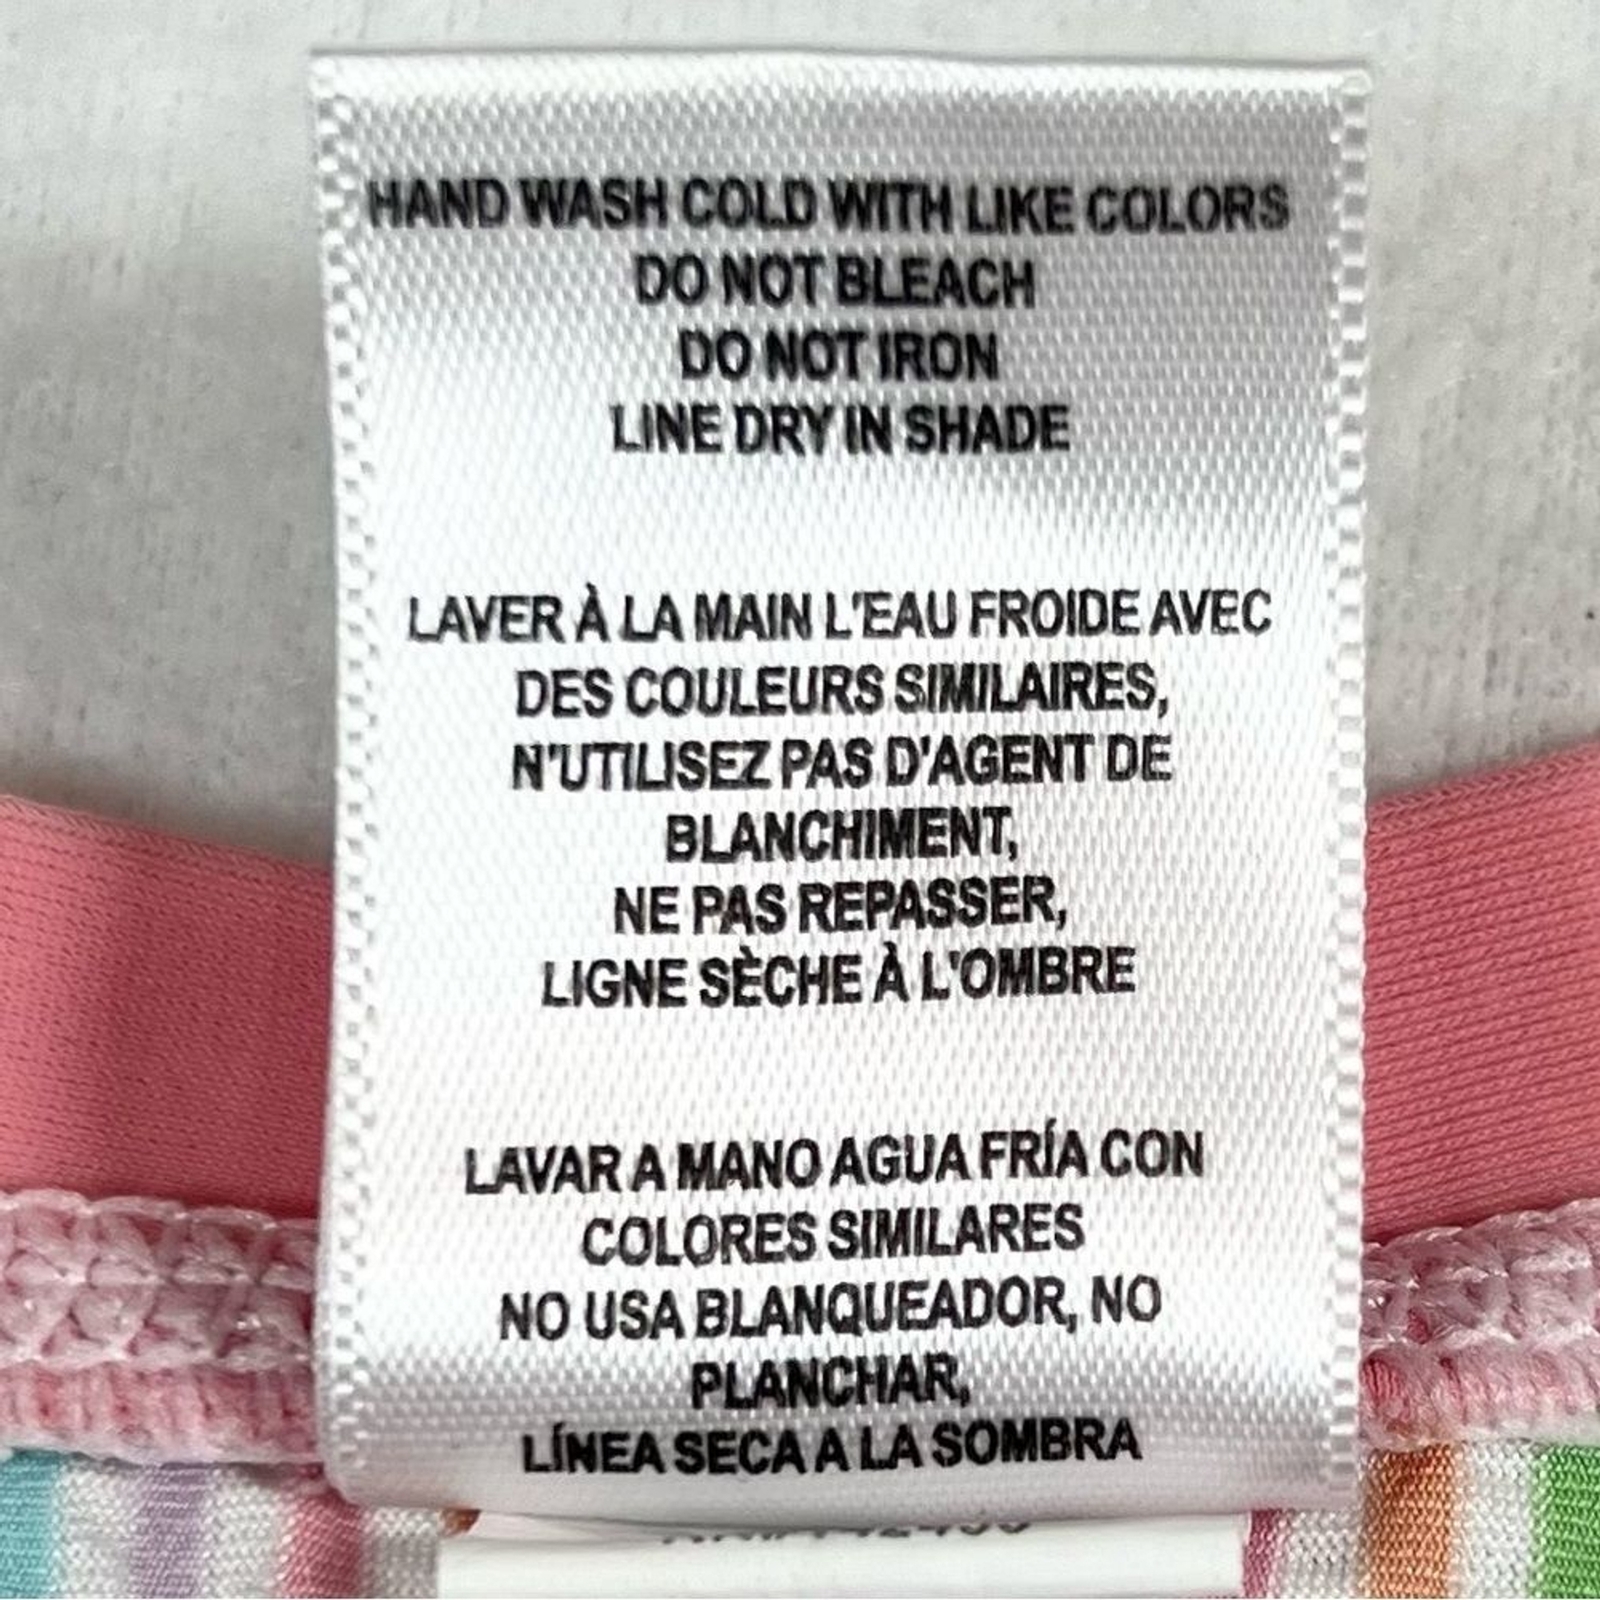 HAND WASH COLD WITH LIKE COLORS
DO NOT BLEACH
DO NOT IRON
LINE DRY IN SHADE
LAVER À LA MAIN L'EAU FROIDE AVEC
DES COULEURS SIMILAIRES,
N'UTILISEZ PAS D'AGENT DE
BLANCHIMENT,
NE PAS REPASSER,
LIGNE SÈCHE À L'OMBRE
LAVAR A MANO AGUA FRÍA CON
COLORES SIMILARES
NO USA BLANQUEADOR, NO
PLANCHAR,
LÍNEA SECA A LA SOMBRA